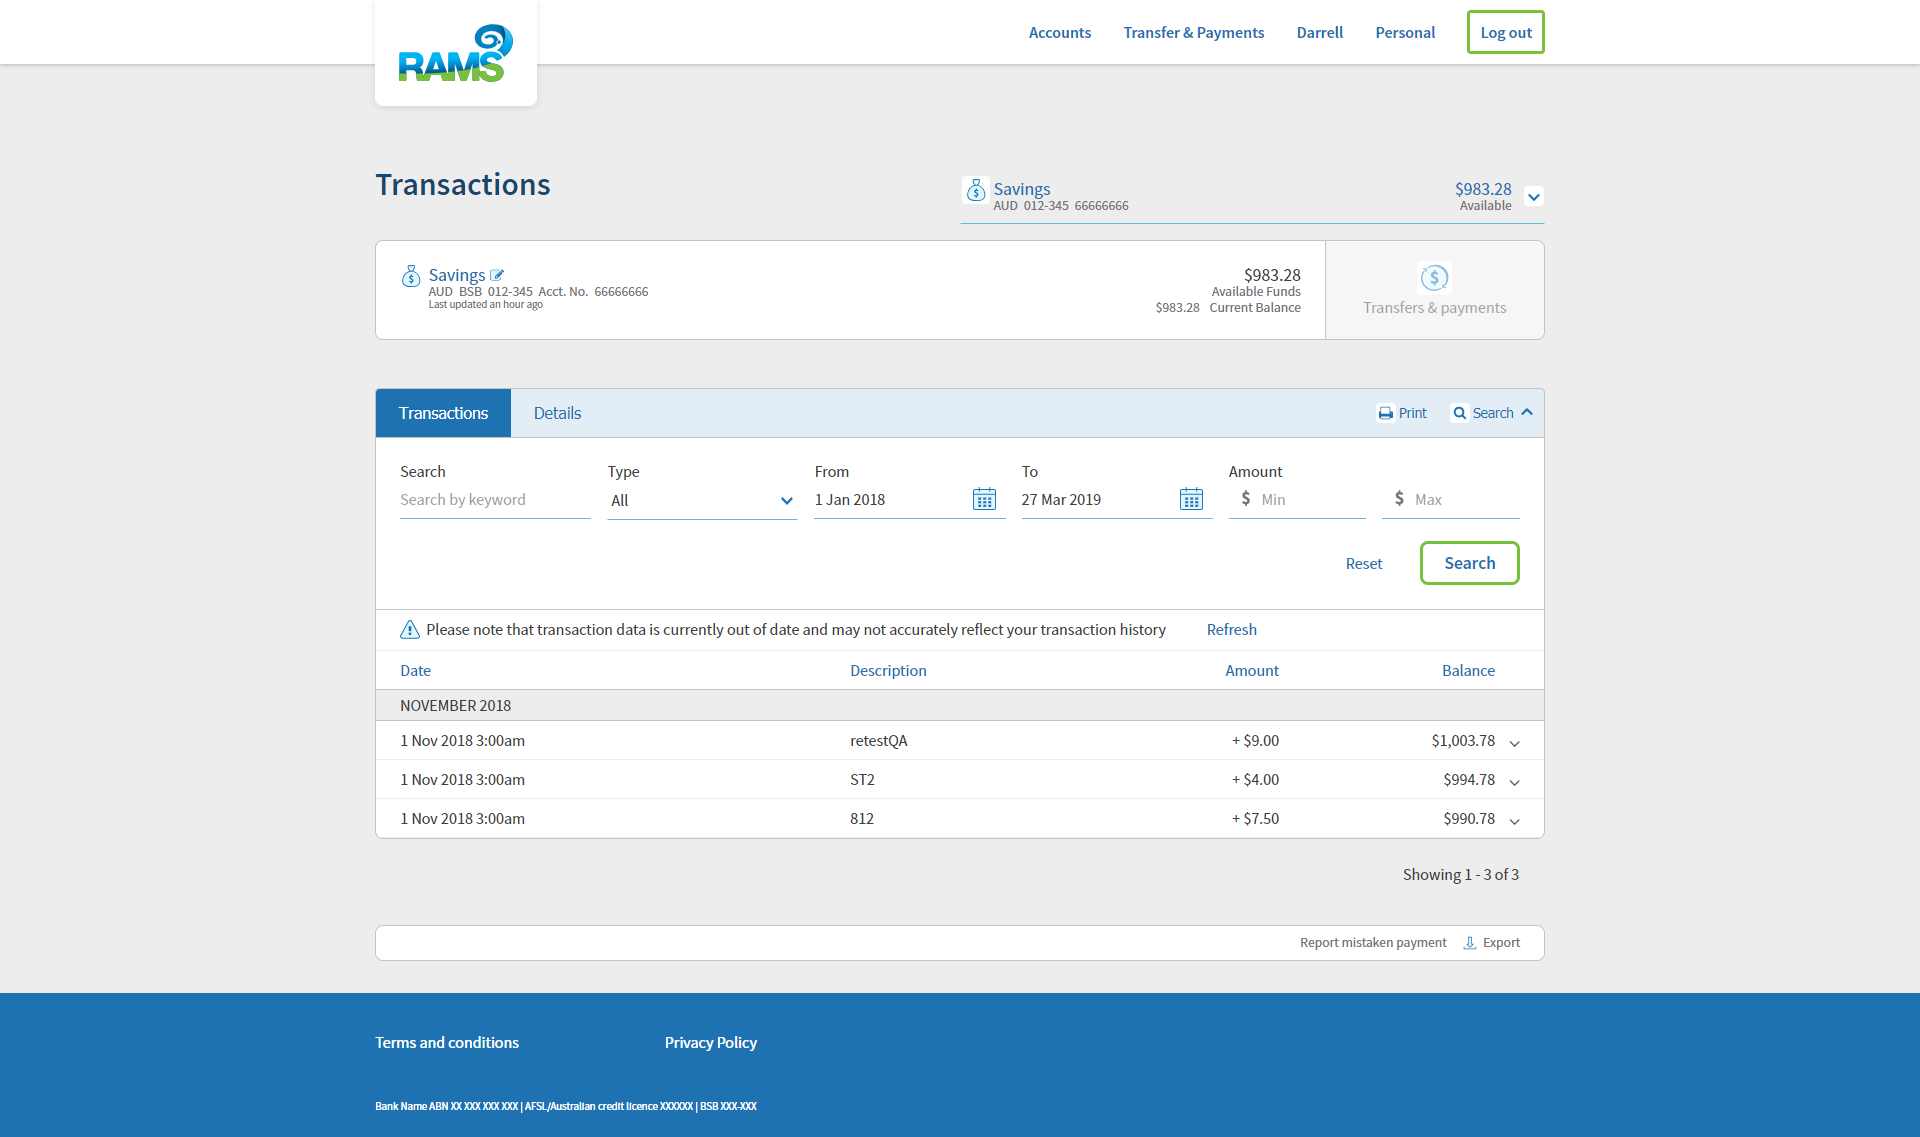 RAMS
Accounts
Transfer & Payments
Darrell
Personal
Log out
Transactions
Savings
AUD 012-345 66666666
$983.28
Available
Savings
AUD BSB 012-345 Acct. No. 66666666
Last updated an hour ago
$983.28
Available Funds
$983.28 Current Balance
Transfers & payments
Transactions
Details
Print
Search
Search
Search by keyword
Type
All
From
1 Jan 2018
To
27 Mar 2019
Amount
$ Min
$ Max
Reset
Search
Please note that transaction data is currently out of date and may not accurately reflect your transaction history Refresh
Date Description Amount Balance
NOVEMBER 2018
1 Nov 2018 3:00am retestQA + $9.00 $1,003.78
1 Nov 2018 3:00am ST2 + $4.00 $994.78
1 Nov 2018 3:00am 812 + $7.50 $990.78
Showing 1 - 3 of 3
Report mistaken payment Export
Terms and conditions
Privacy Policy
Bank Name ABN XX XXX XXX XXX | AFSL/Australian credit licence XXXXXX | BSB XXX-XXX